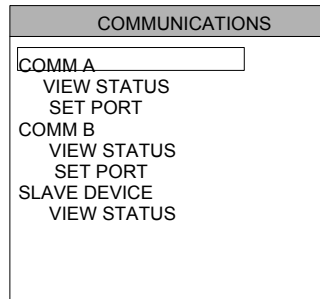 COMMUNICATIONS
COMM A
VIEW STATUS
SET PORT
COMM B
VIEW STATUS
SET PORT
SLAVE DEVICE
VIEW STATUS